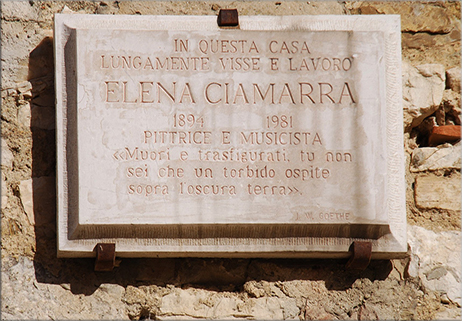 IN QUESTA CASA
LUNGAMENTE VISSE E LAVORO'
ELENA CIAMARRA
1894 1981
PITTRICE E MUSICISTA
«Muori e trasfigurati, tu non
sei che un torbido ospite
sopra l'oscura terra».
J. W. GOETHE